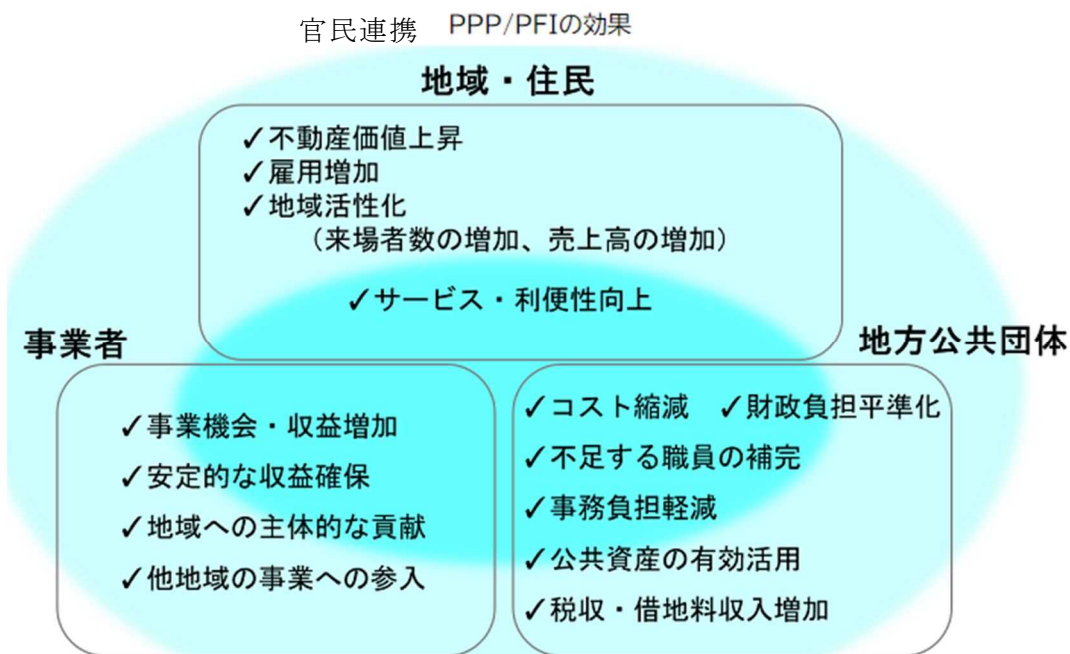 官民連携 PPP/PFIの効果
地域・住民
✓不動産価値上昇
✓雇用増加
✓地域活性化
（来場者数の増加、売上高の増加）
✓サービス・利便性向上
事業者
✓事業機会・収益増加
✓安定的な収益確保
✓地域への主体的な貢献
✓他地域の事業への参入
地方公共団体
✓コスト縮減 ✓財政負担平準化
✓不足する職員の補完
✓事務負担軽減
✓公共資産の有効活用
✓税収・借地料収入増加